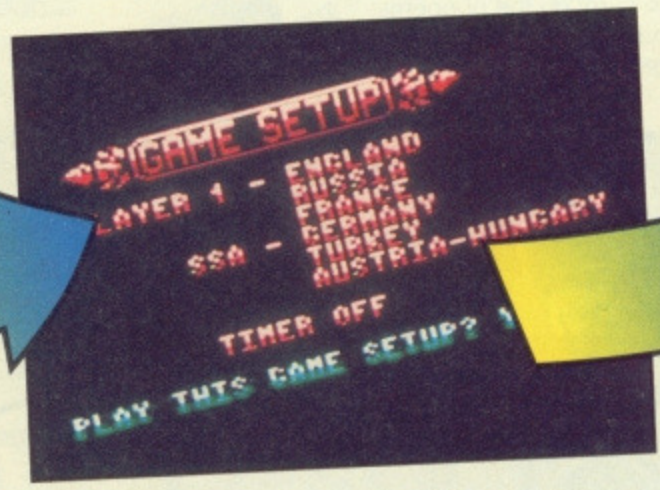 GAME SETUP
LAYER 1 - ENGLAND
RUSSIA
FRANCE
SSA - GERMANY
TURKEY
AUSTRIA-HUNGARY
TIMER OFF
PLAY THIS GAME SETUP?